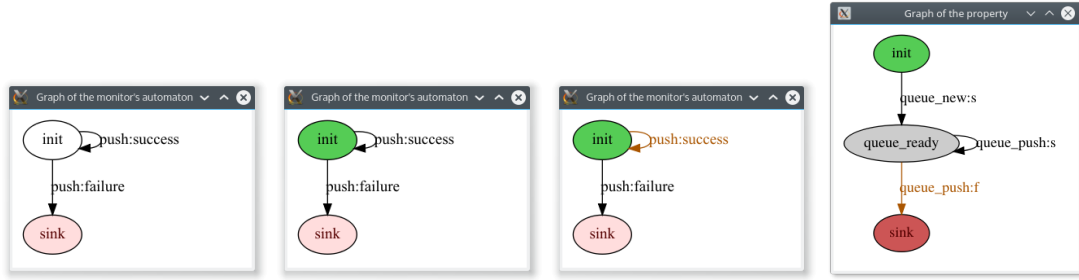 Graph of the monitor's automaton
init
push:success
push:failure
sink
Graph of the monitor's automaton
init
push:success
push:failure
sink
Graph of the monitor's automaton
init
push:success
push:failure
sink
Graph of the property
init
queue_new:s
queue_ready
queue_push:s
queue_push:f
sink